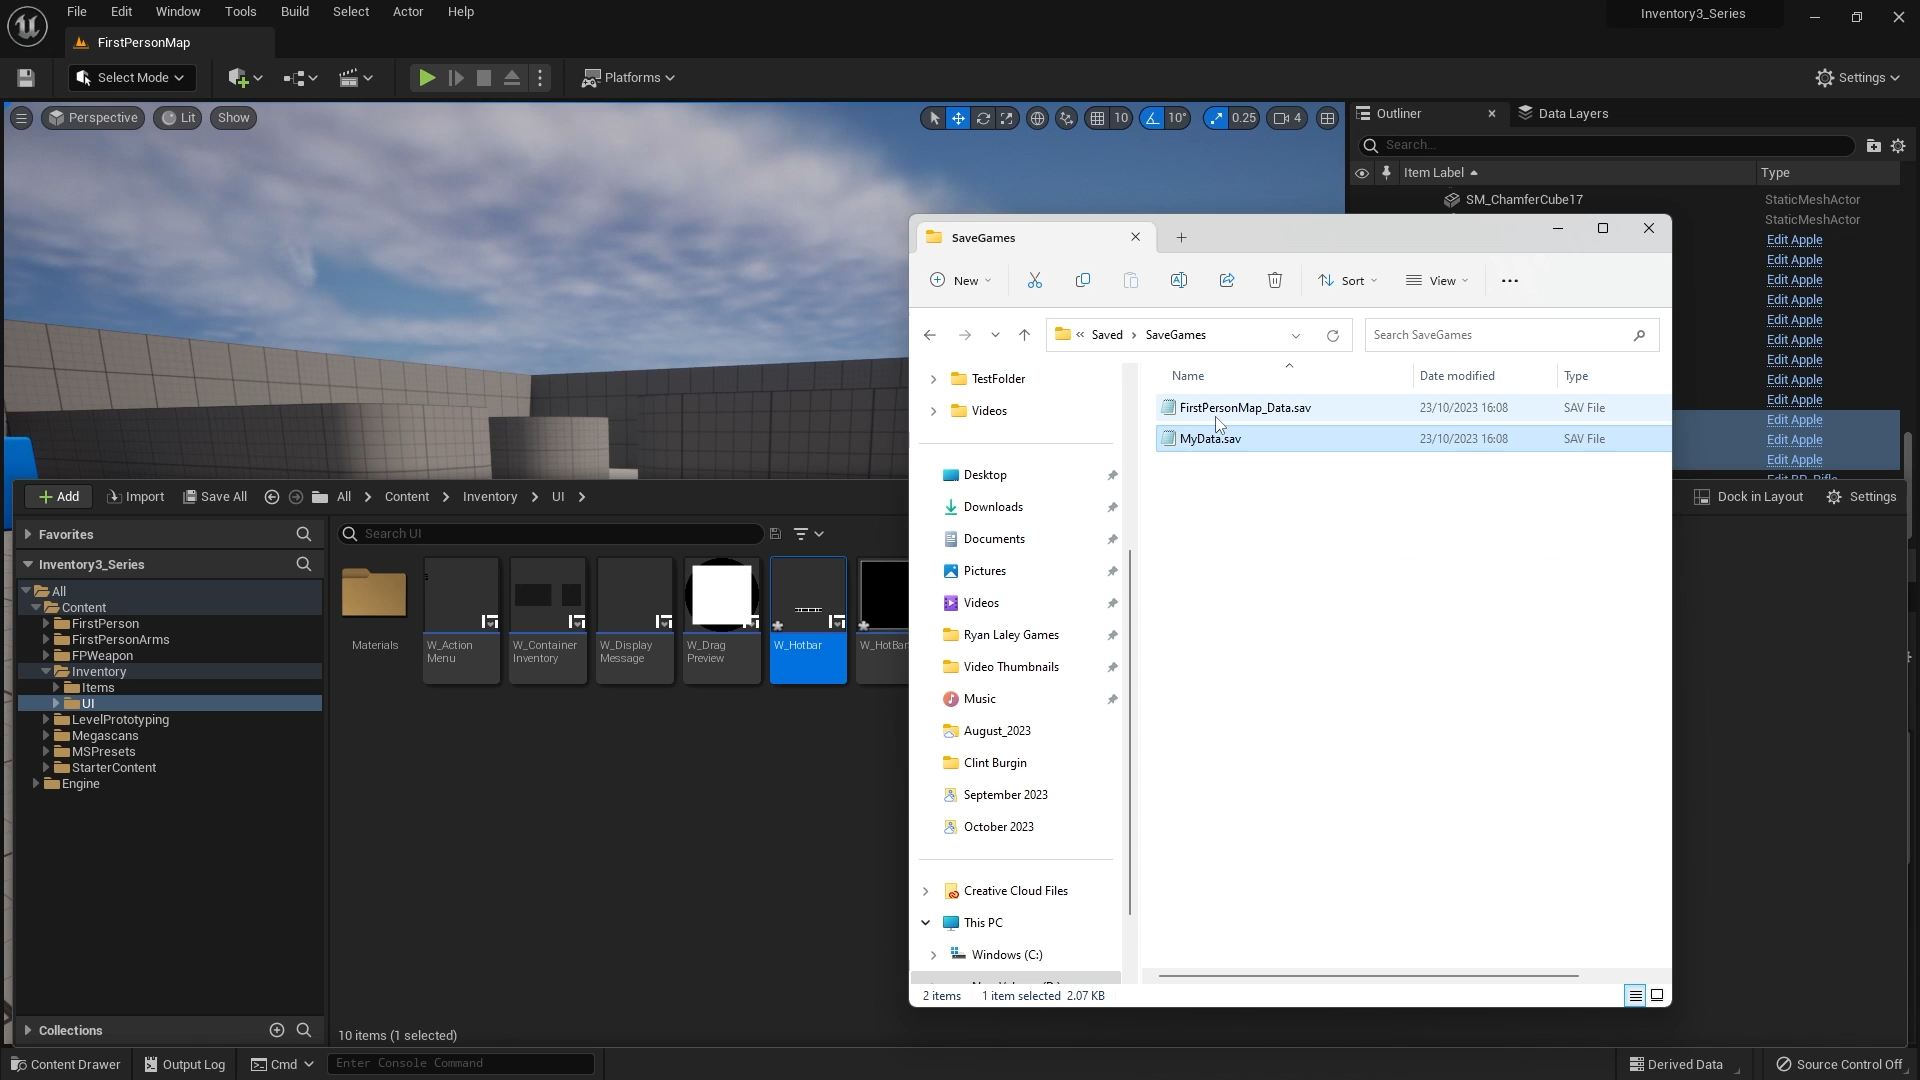 File Edit Window Tools Build Select Actor Help
Inventory3_Series
FirstPersonMap
Select Mode
Platforms
Settings
Perspective Lit Show
10 10° 0.25 4
Outliner Data Layers
Search...
Item Label Type
SM_ChamferCube17 StaticMeshActor
StaticMeshActor
Edit Apple
Edit Apple
Edit Apple
Edit Apple
Edit Apple
Edit Apple
Edit Apple
Edit Apple
Edit Apple
Edit Apple
Edit Apple
Edit Apple
SaveGames
New Sort View
Saved SaveGames
Search SaveGames
Name Date modified Type
FirstPersonMap_Data.sav 23/10/2023 16:08 SAV File
MyData.sav 23/10/2023 16:08 SAV File
TestFolder
Videos
Desktop
Downloads
Documents
Pictures
Videos
Ryan Laley Games
Video Thumbnails
Music
August_2023
Clint Burgin
September 2023
October 2023
Creative Cloud Files
This PC
Windows (C:)
2 items 1 item selected 2.07 KB
Add Import Save All All Content Inventory UI
Dock in Layout Settings
Favorites
Search UI
Inventory3_Series
All
Content
FirstPerson
FirstPersonArms
FPWeapon
Inventory
Items
UI
LevelPrototyping
Megascans
MSPresets
StarterContent
Engine
Materials
W_Action
Menu
W_Container
Inventory
W_Display
Message
W_Drag
Preview
W_Hotbar
W_HotBar
Collections
10 items (1 selected)
Content Drawer Output Log Cmd Enter Console Command
Derived Data Source Control Off